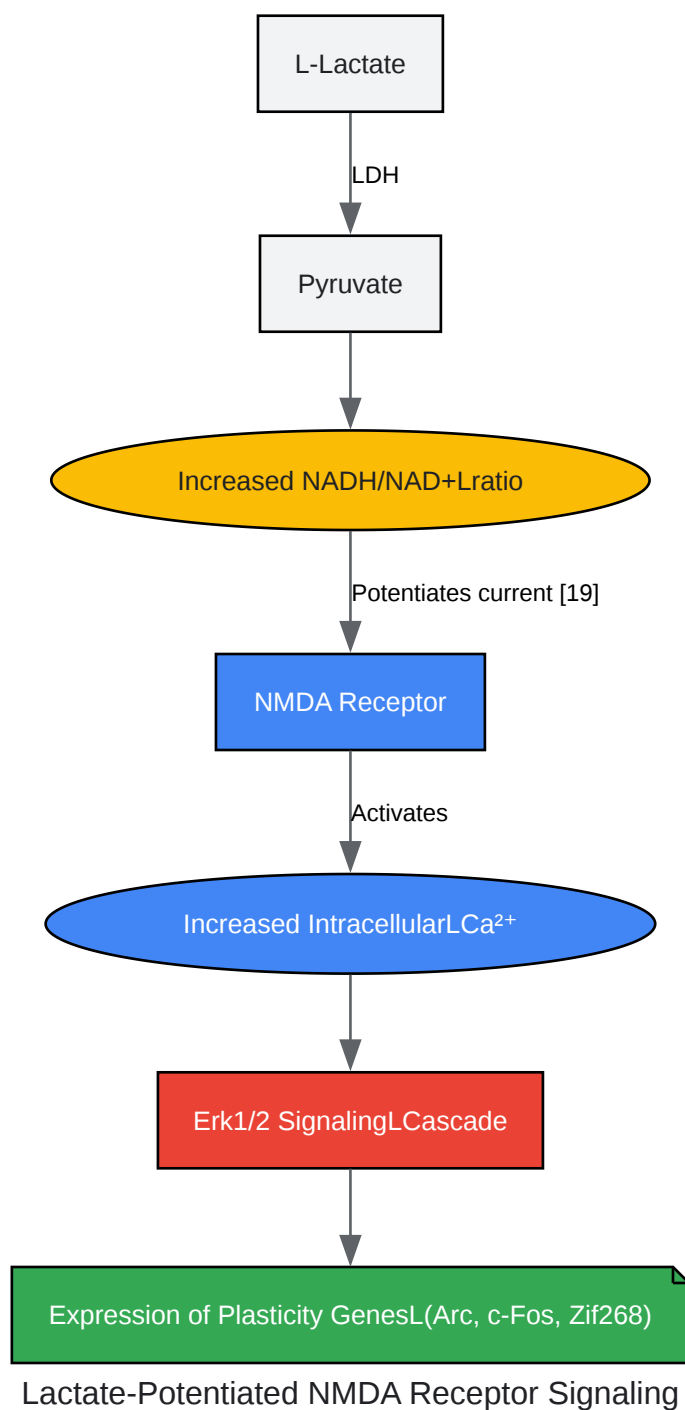 L-Lactate
LDH
Pyruvate
Increased NADH/NAD+Lratio
Potentiates current [19]
NMDA Receptor
Activates
Increased IntracellularLCa²⁺
Erk1/2 SignalingLCascade
Expression of Plasticity GenesL(Arc, c-Fos, Zif268)
Lactate-Potentiated NMDA Receptor Signaling